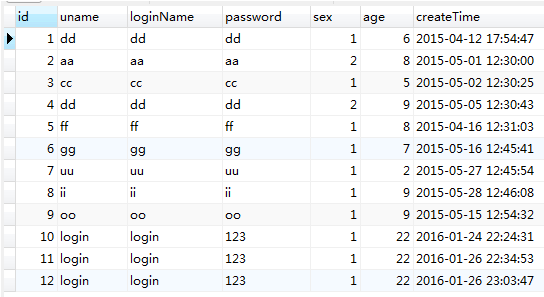 id uname loginName password sex age createTime
1 dd dd dd 1 6 2015-04-12 17:54:47
2 aa aa aa 2 8 2015-05-01 12:30:00
3 cc cc cc 1 5 2015-05-02 12:30:25
4 dd dd dd 2 9 2015-05-05 12:30:43
5 ff ff ff 1 8 2015-04-16 12:31:03
6 gg gg gg 1 7 2015-05-16 12:45:41
7 uu uu uu 1 2 2015-05-27 12:45:54
8 ii ii ii 1 9 2015-05-28 12:46:08
9 oo oo oo 1 9 2015-05-15 12:54:32
10 login login 123 1 22 2016-01-24 22:24:31
11 login login 123 1 22 2016-01-26 22:34:53
12 login login 123 1 22 2016-01-26 23:03:47